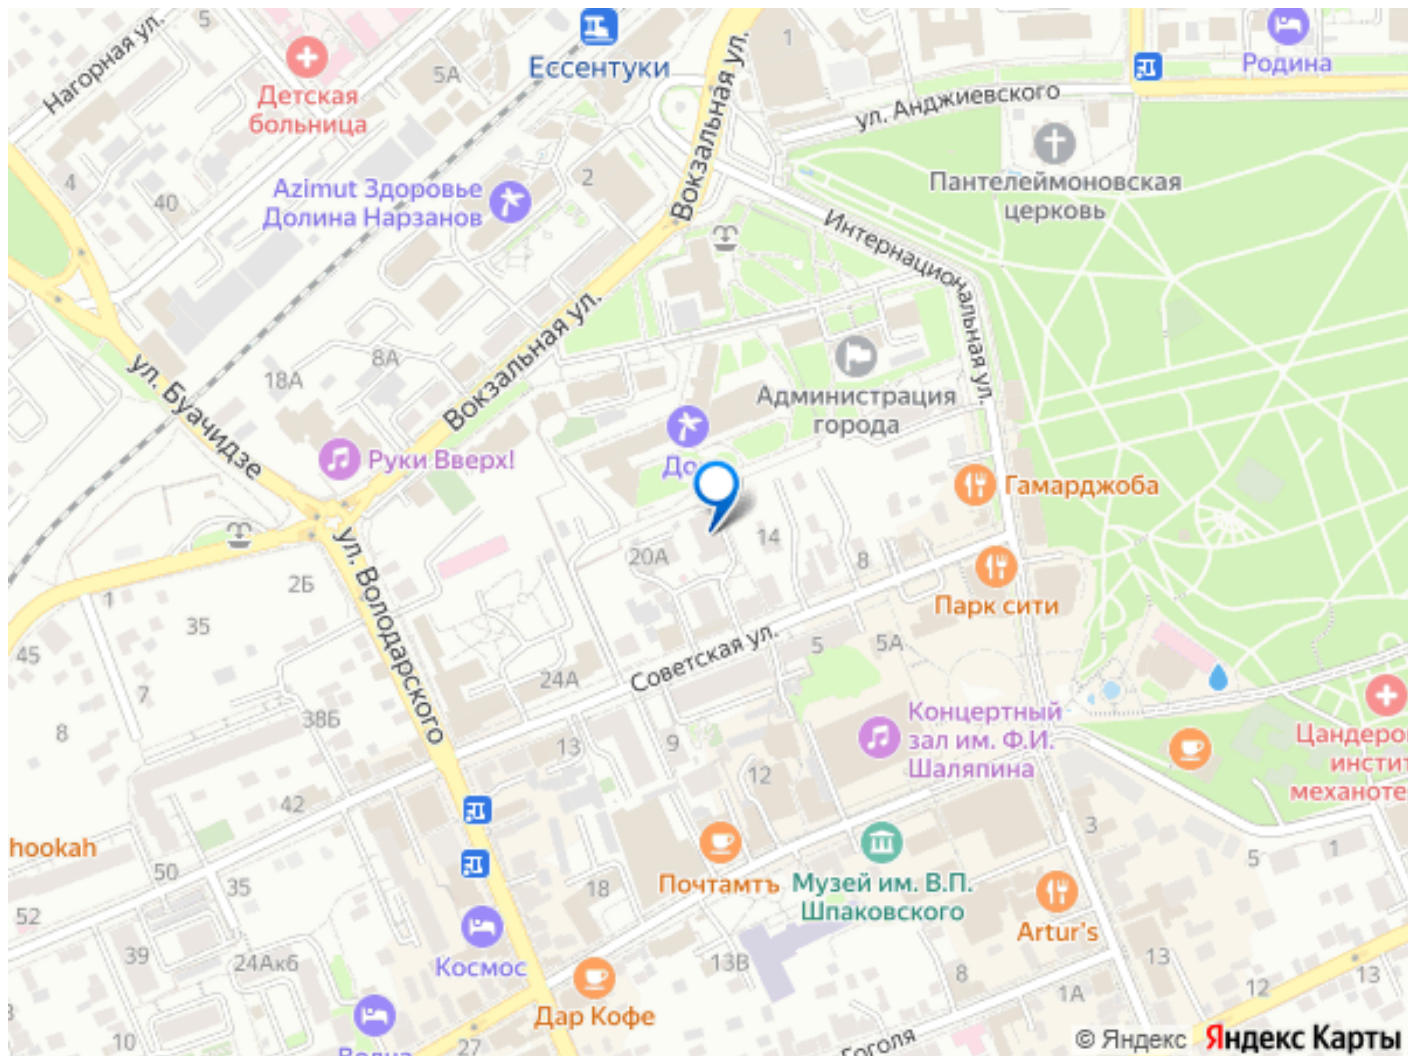 Нагорная ул.
5
Детская
больница
5А
Ессентуки
1
Вокзальная ул.
Родина
ул. Анджиевского
Пантелеймоновская
церковь
4
40
Azimut Здоровье
Долина Нарзанов
2
Интернациональная ул.
Вокзальная ул.
8А
18А
ул. Буачидзе
Руки Вверх!
Администрация
города
До
Гамарджоба
14
20А
8
Парк сити
2Б
1
35
45
7
8
38Б
ул. Володарского
Советская ул.
24А
5
5А
13
9
12
Концертный
зал им. Ф.И.
Шаляпина
Цандеро
инстит
механоте
42
hookah
50
35
52
39
24Ак6
10
18
Почтамтъ
Музей им. В.П.
Шпаковского
3
5
1
Artur's
Космос
13В
8
1А
13
12
13
Дар Кофе
27
Гоголя
© Яндекс Яндекс Карты